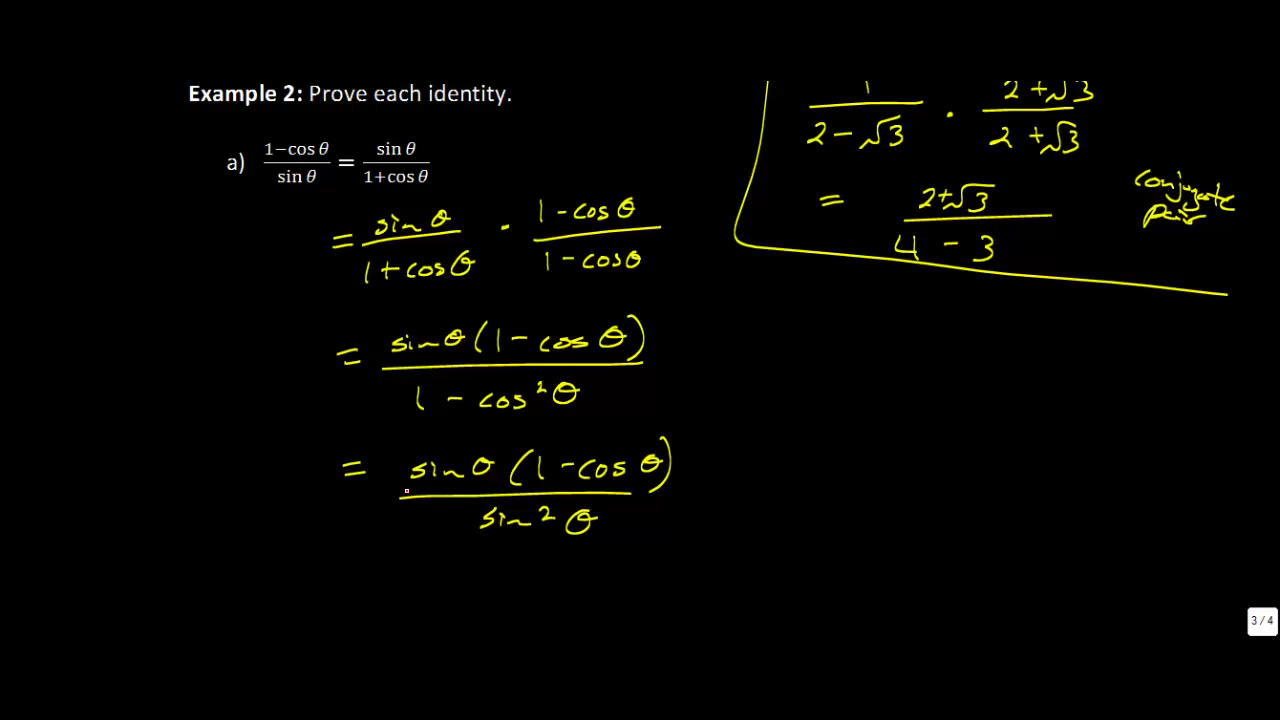 Example 2: Prove each identity.
a) (1−cos θ)/(sin θ) = (sin θ)/(1+cos θ)
= (sin θ)/(1 + cos θ) · (1 - cos θ)/(1 - cos θ)
= (sin θ (1 - cos θ))/(1 - cos² θ)
= (sin θ (1 - cos θ))/(sin² θ)
1/(2 - √3) · (2 + √3)/(2 + √3)
= (2 + √3)/(4 - 3)
conjugate
pair
3 / 4